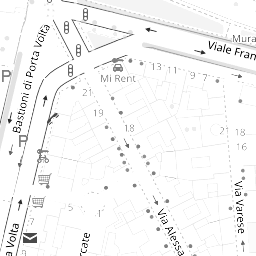 Mura
Viale Fran
Bastioni di Porta Volta
P
Mi Rent
13
11
9
7
21
19
18
P
21
18
16
Via Varese
Via Alessa
a Volta
rcate